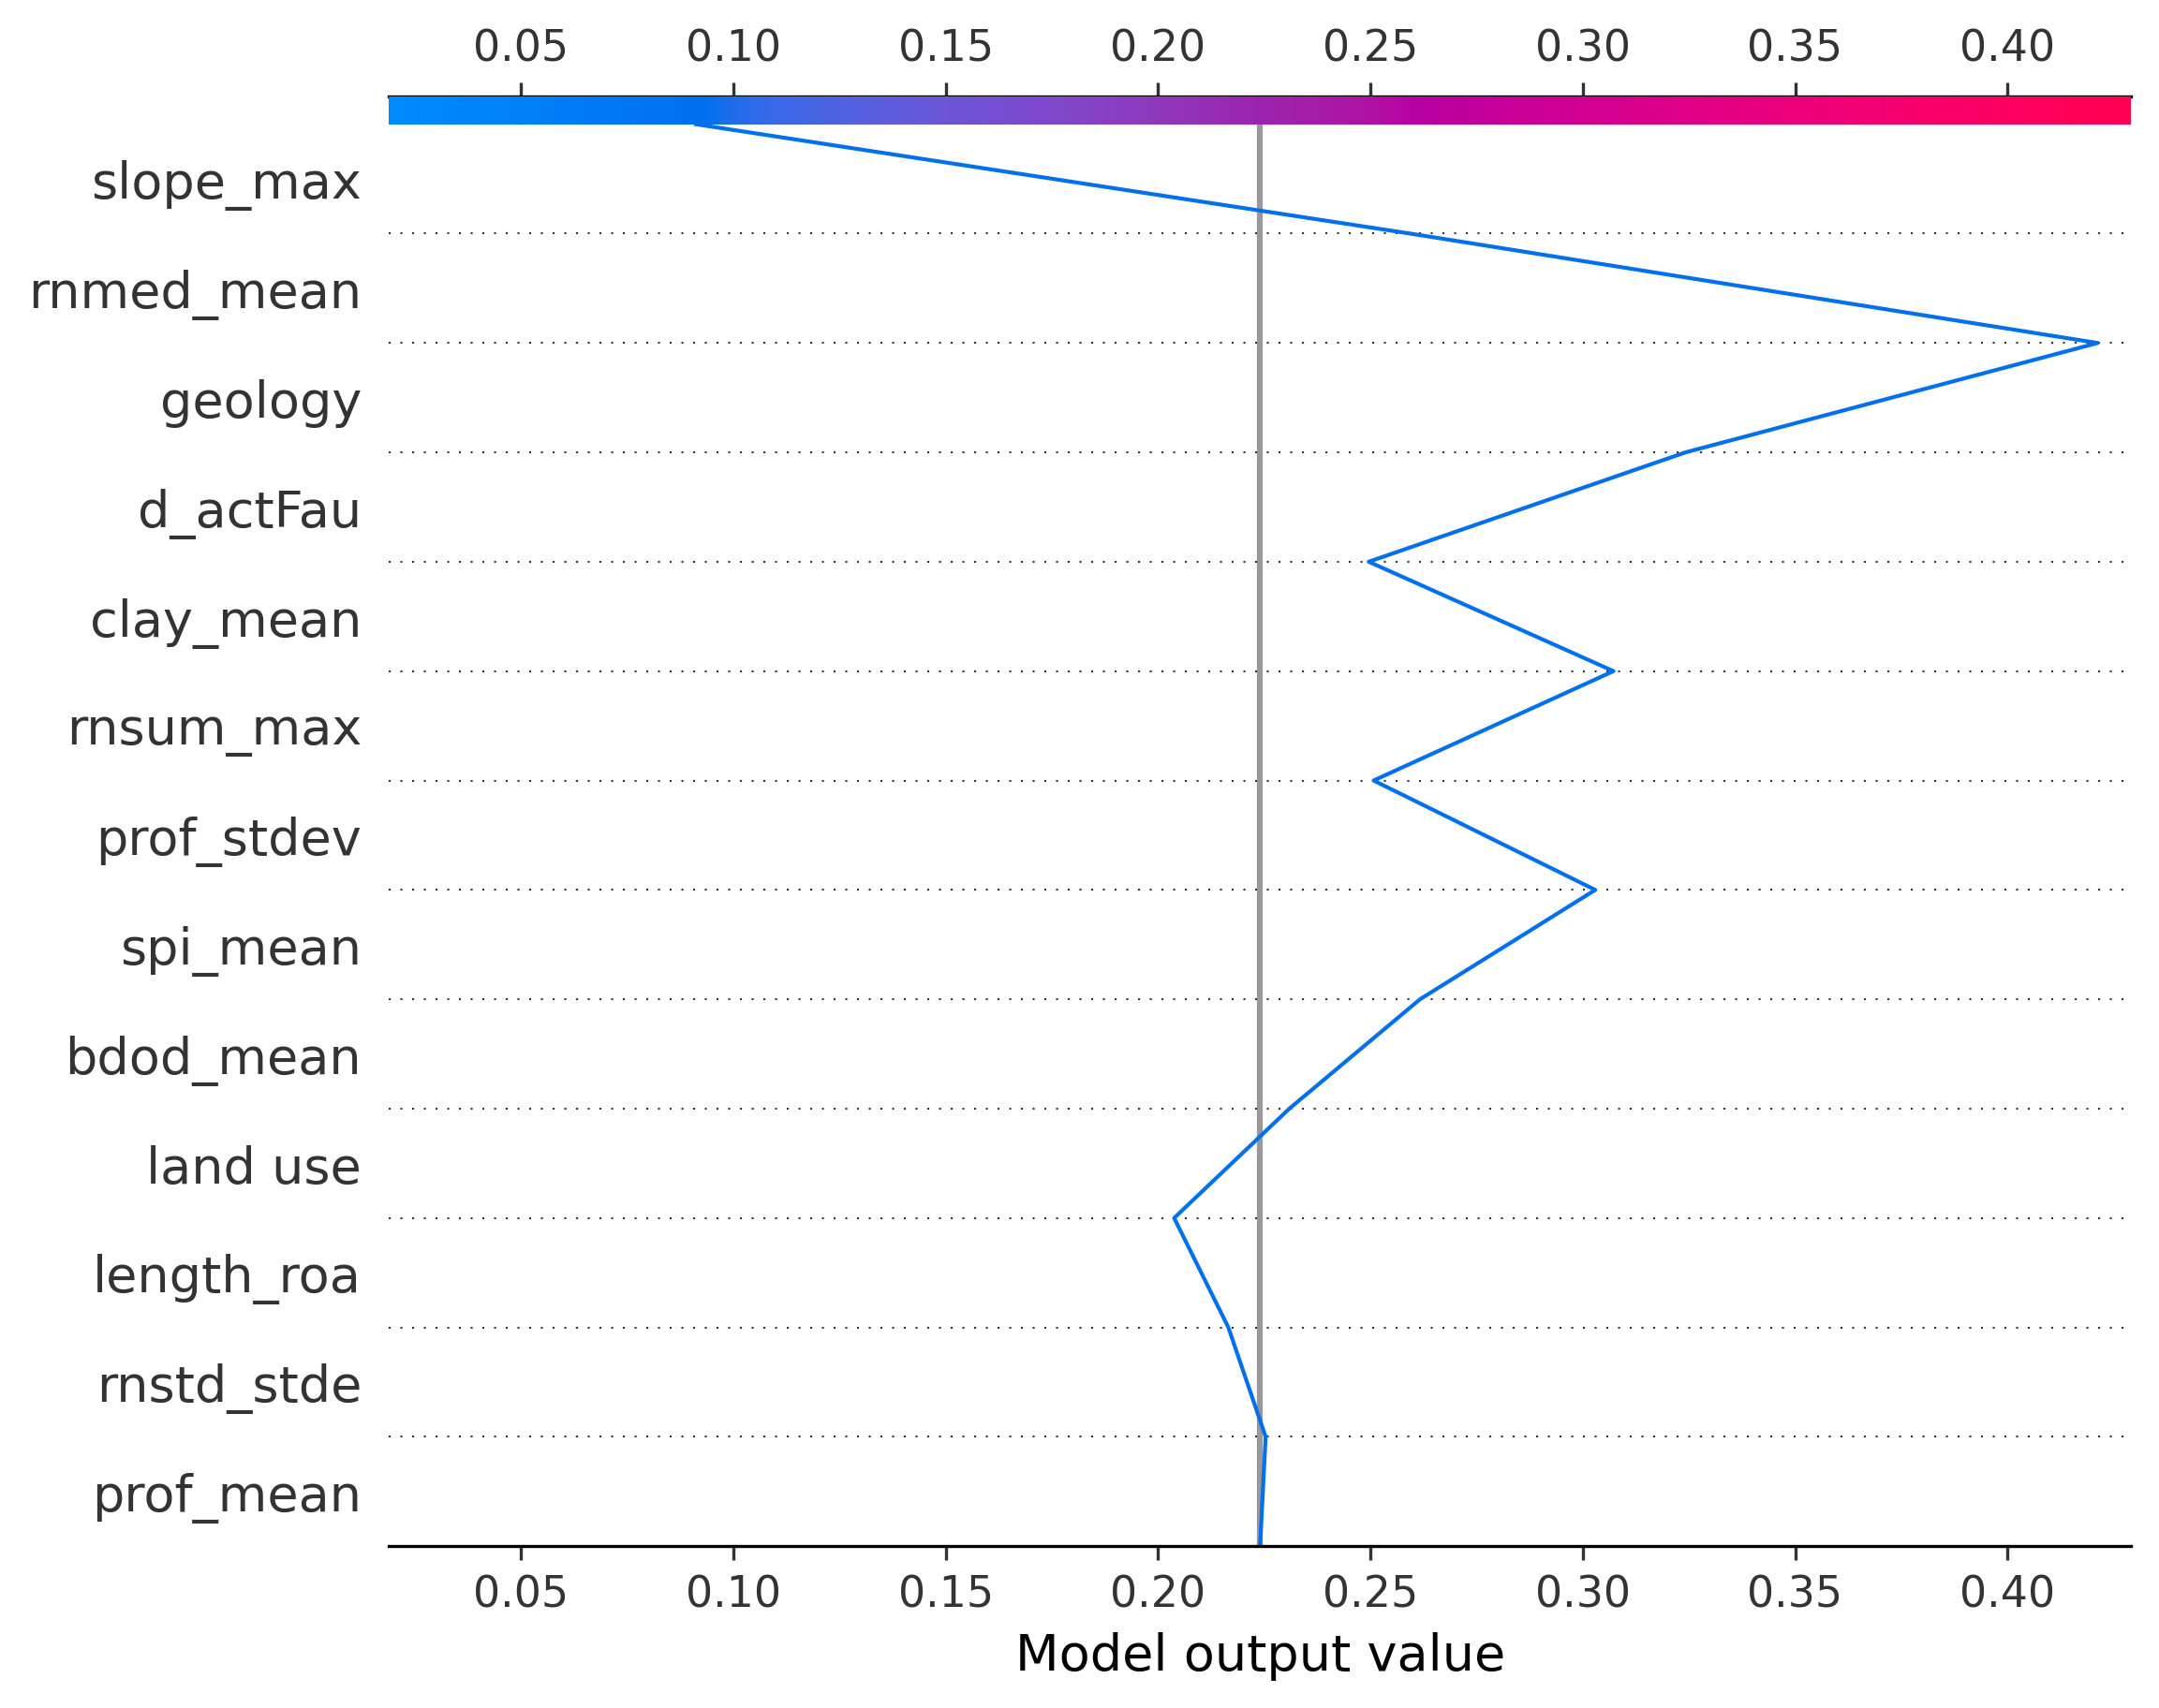 0.05 0.10 0.15 0.20 0.25 0.30 0.35 0.40
slope_max
rnmed_mean
geology
d_actFau
clay_mean
rnsum_max
prof_stdev
spi_mean
bdod_mean
land use
length_roa
rnstd_stde
prof_mean
0.05 0.10 0.15 0.20 0.25 0.30 0.35 0.40
Model output value